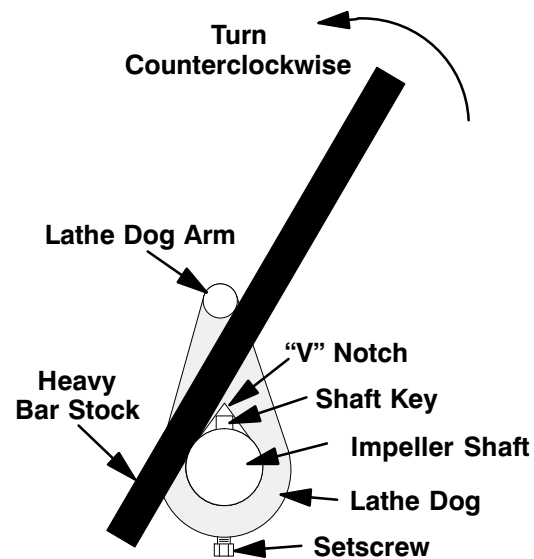 Turn
Counterclockwise
Lathe Dog Arm
“V” Notch
Heavy
Bar Stock
Shaft Key
Impeller Shaft
Lathe Dog
Setscrew